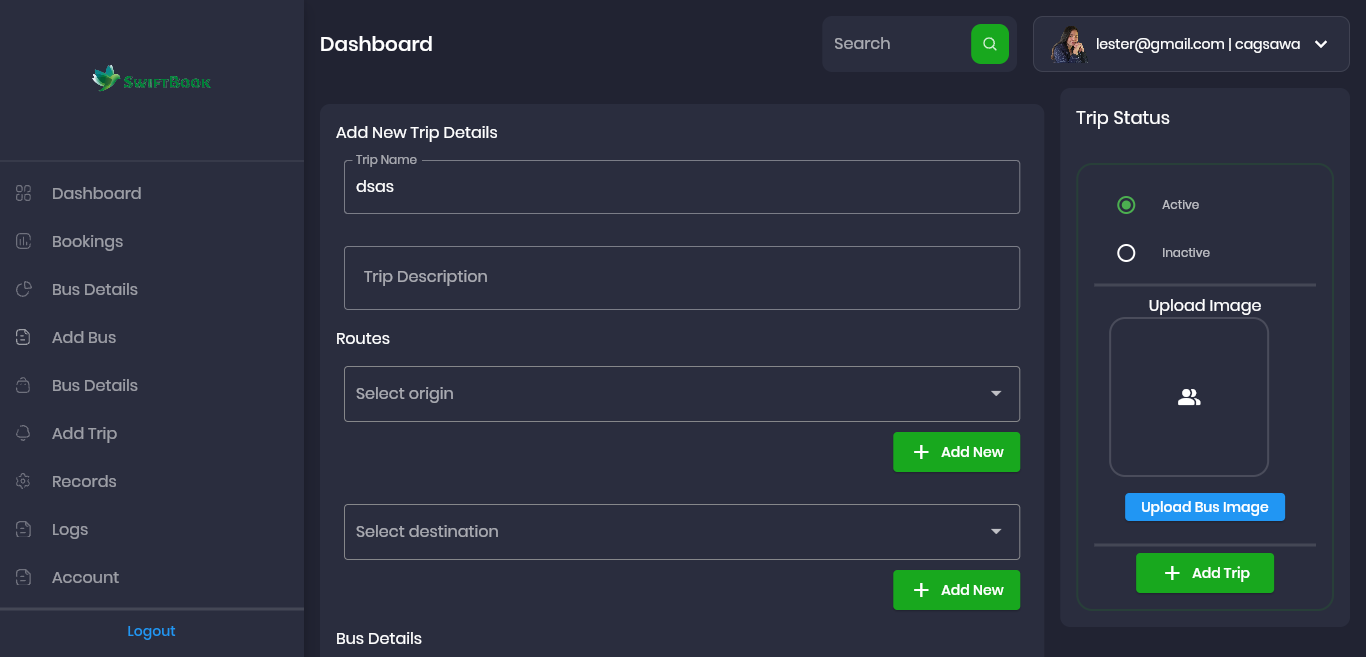 SwiftBook
Dashboard
Bookings
Bus Details
Add Bus
Bus Details
Add Trip
Records
Logs
Account
Logout
Dashboard
Search
lester@gmail.com | cagsawa
Add New Trip Details
Trip Name
dsas
Trip Description
Routes
Select origin
Add New
Select destination
Add New
Bus Details
Trip Status
Active
Inactive
Upload Image
Upload Bus Image
Add Trip